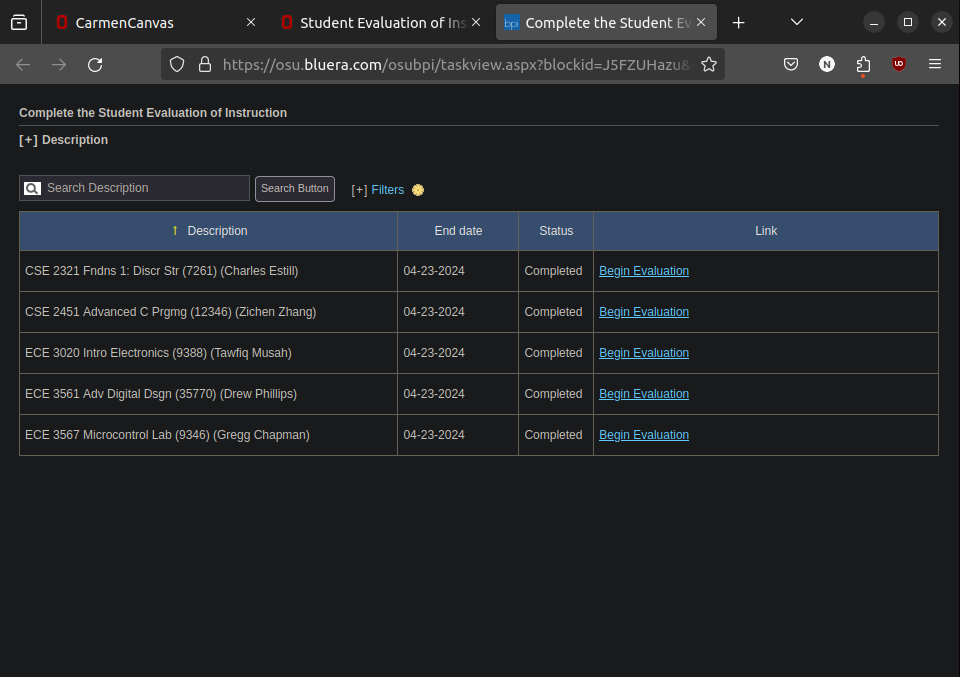 CarmenCanvas
Student Evaluation of Ins
bpi Complete the Student Ev
https://osu.bluera.com/osubpi/taskview.aspx?blockid=J5FZUHazu&
N
UD
Complete the Student Evaluation of Instruction
[+] Description
Search Description Search Button [+] Filters
↑ Description End date Status Link
CSE 2321 Fndns 1: Discr Str (7261) (Charles Estill) 04-23-2024 Completed Begin Evaluation
CSE 2451 Advanced C Prgmg (12346) (Zichen Zhang) 04-23-2024 Completed Begin Evaluation
ECE 3020 Intro Electronics (9388) (Tawfiq Musah) 04-23-2024 Completed Begin Evaluation
ECE 3561 Adv Digital Dsgn (35770) (Drew Phillips) 04-23-2024 Completed Begin Evaluation
ECE 3567 Microcontrol Lab (9346) (Gregg Chapman) 04-23-2024 Completed Begin Evaluation